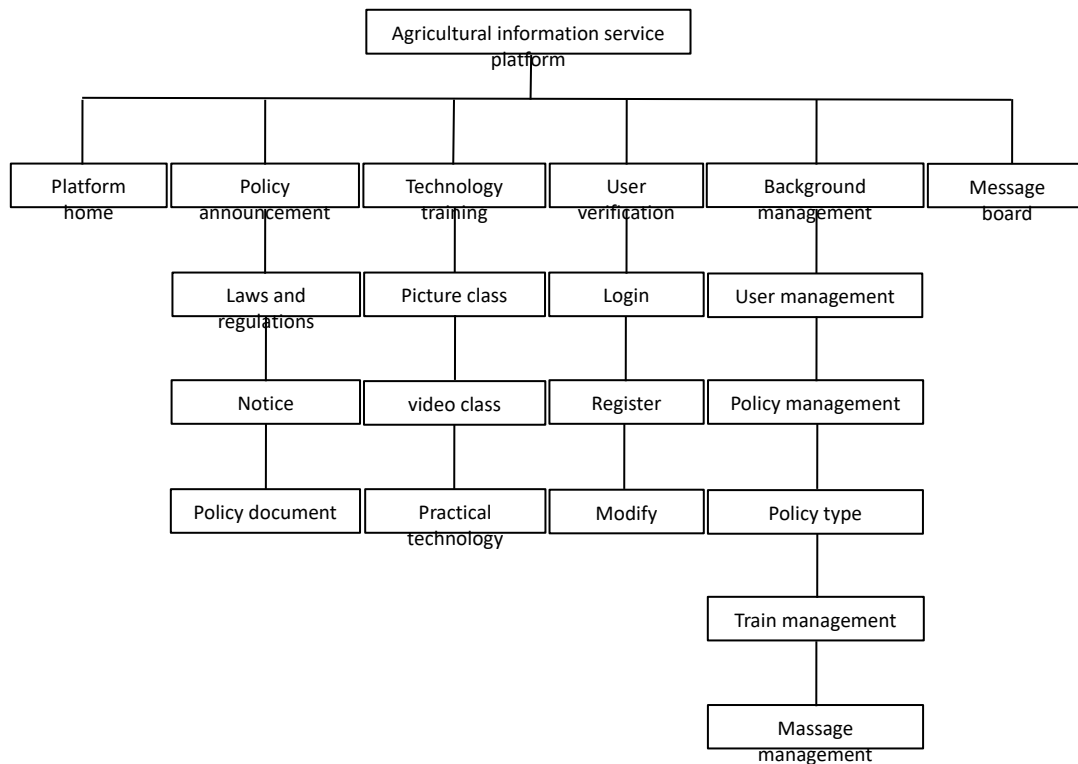 Agricultural information service
platform
Platform
home
Policy
announcement
Technology
training
User
verification
Background
management
Message
board
Laws and
regulations
Picture class
Login
User management
Notice
video class
Register
Policy management
Policy document
Practical
technology
Modify
Policy type
Train management
Massage
management